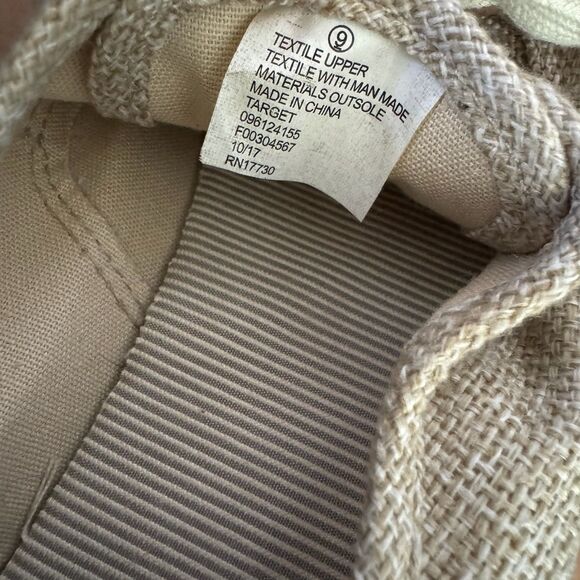 9
TEXTILE UPPER
TEXTILE WITH MAN MADE
MATERIALS OUTSOLE
MADE IN CHINA
TARGET
096124155
F00304567
10/17
RN17730